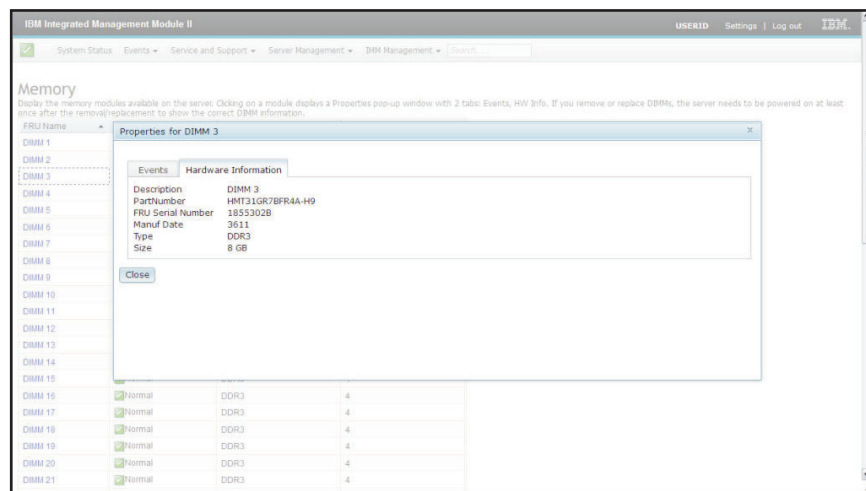 IBM Integrated Management Module II
USERID Settings | Log out IBM.
System Status Events Service and Support Server Management IMM Management Search...
Memory
Display the memory modules available on the server. Clicking on a module displays a Properties pop-up window with 2 tabs: Events, HW Info. If you remove or replace DIMMs, the server needs to be powered on at least
once after the removal/replacement to show the correct DIMM information.
FRU Name
Properties for DIMM 3 x
DIMM 1
DIMM 2
DIMM 3
DIMM 4
DIMM 5
DIMM 6
DIMM 7
DIMM 8
DIMM 9
DIMM 10
DIMM 11
DIMM 12
DIMM 13
DIMM 14
DIMM 15
Events Hardware Information
Description DIMM 3
PartNumber HMT31GR7BFR4A-H9
FRU Serial Number 1855302B
Manuf Date 3611
Type DDR3
Size 8 GB
Close
DIMM 16 Normal DDR3 4
DIMM 17 Normal DDR3 4
DIMM 18 Normal DDR3 4
DIMM 19 Normal DDR3 4
DIMM 20 Normal DDR3 4
DIMM 21 Normal DDR3 4